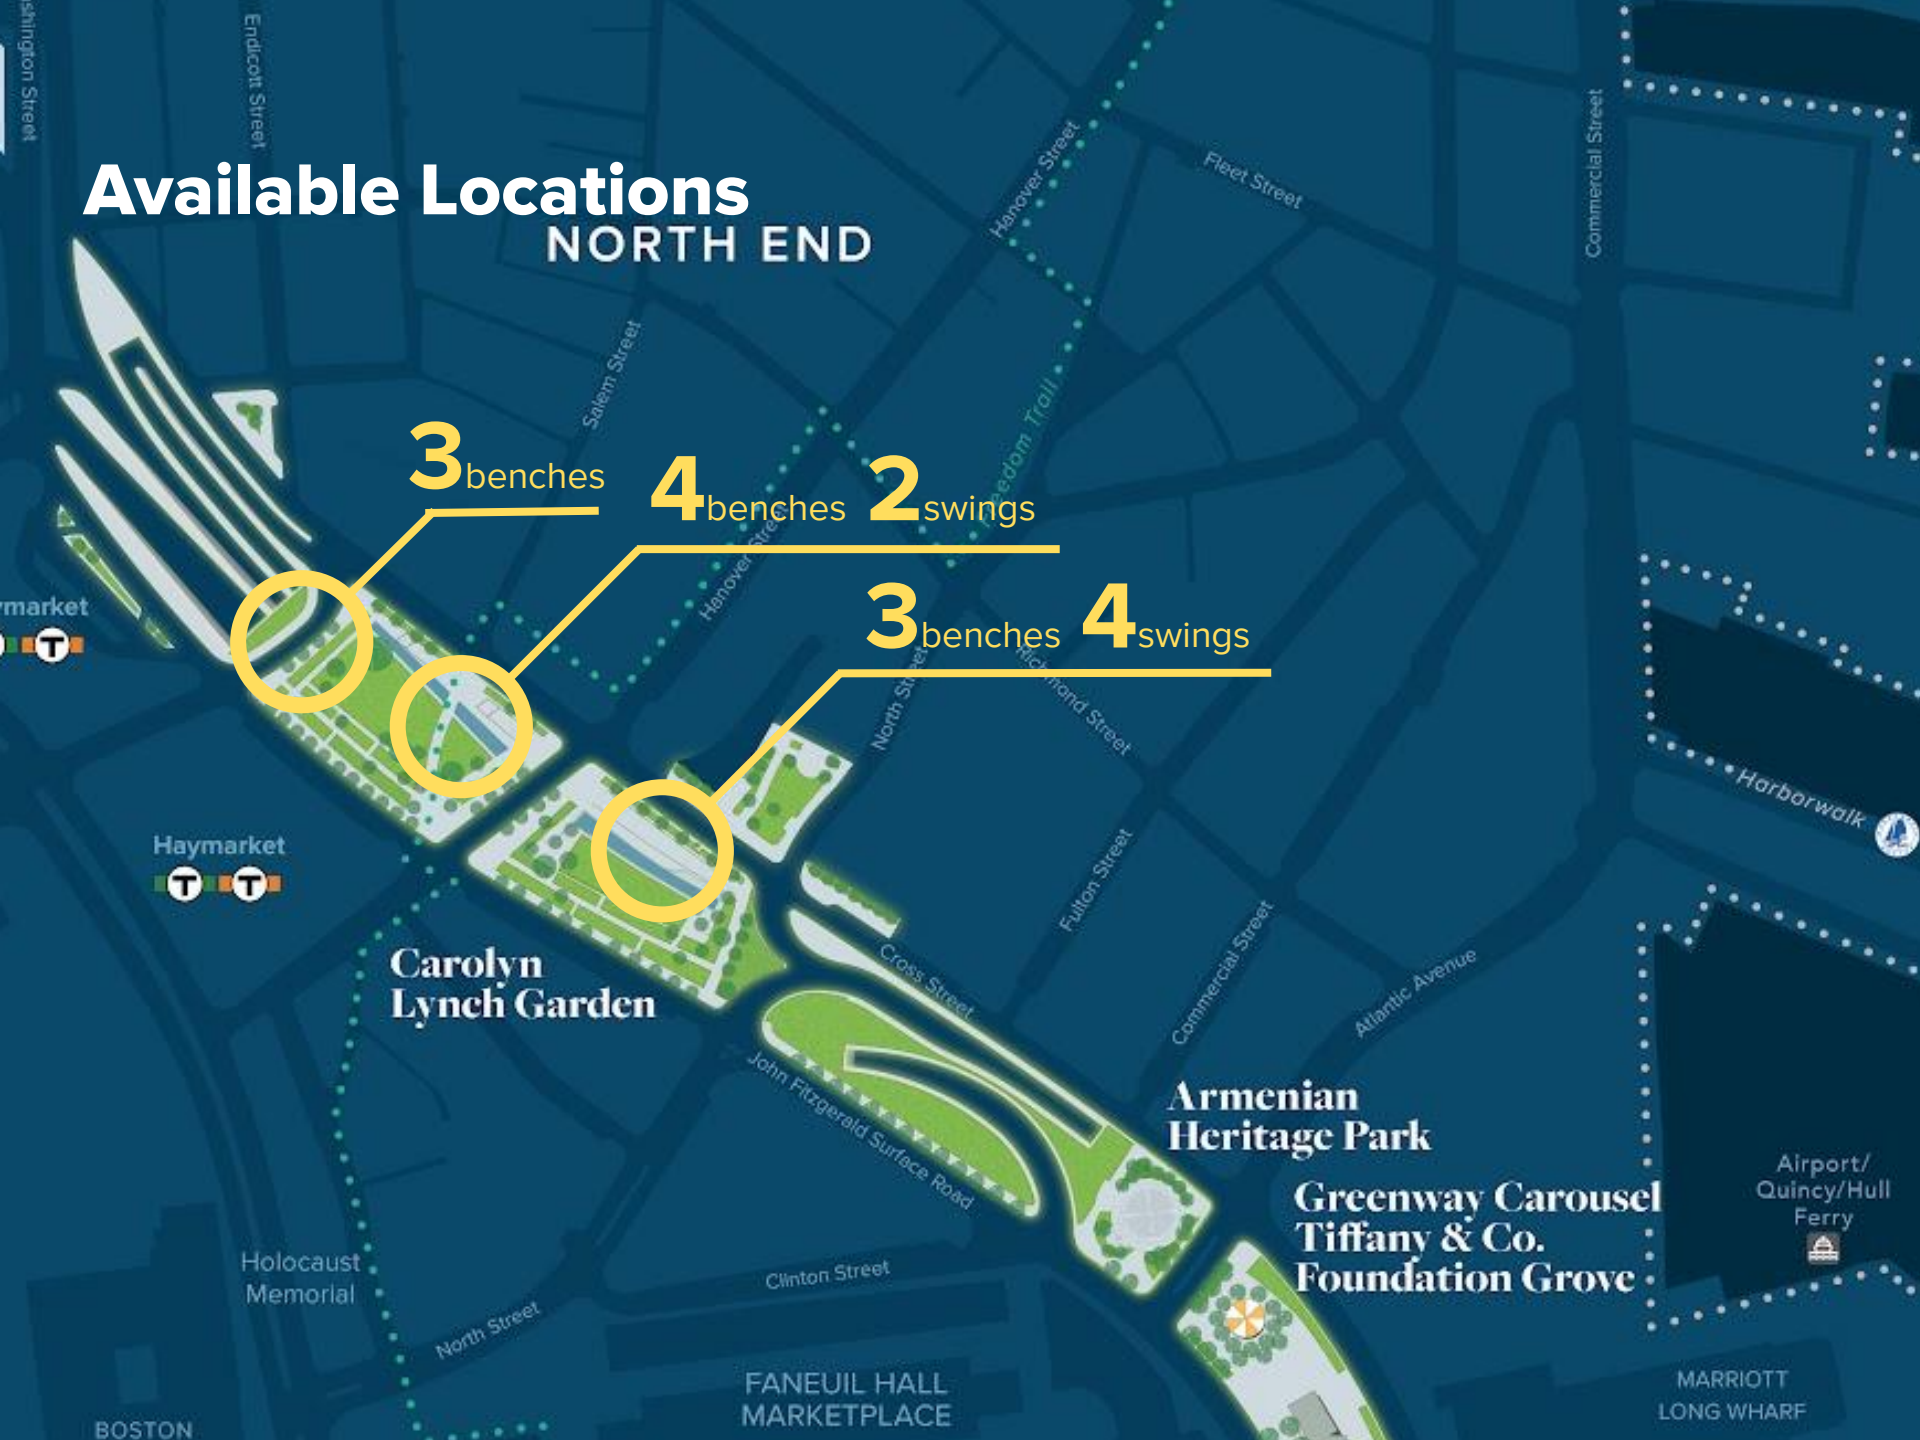 Endicott Street
Commercial Street
Hanover Street
Fleet Street
Available Locations
NORTH END
Salem Street
Freedom Trail
3 benches
4 benches 2 swings
Hanover Street
3 benches 4 swings
North Street
Richmond Street
Harborwalk
T
Haymarket
T T
Fulton Street
Carolyn
Lynch Garden
Cross Street
Commercial Street
Atlantic Avenue
John Fitzgerald Surface Road
Armenian
Heritage Park
Airport/
Quincy/Hull
Ferry
Greenway Carousel
Tiffany & Co.
Foundation Grove
Holocaust
Memorial
Clinton Street
North Street
FANEUIL HALL
MARKETPLACE
MARRIOTT
LONG WHARF
BOSTON